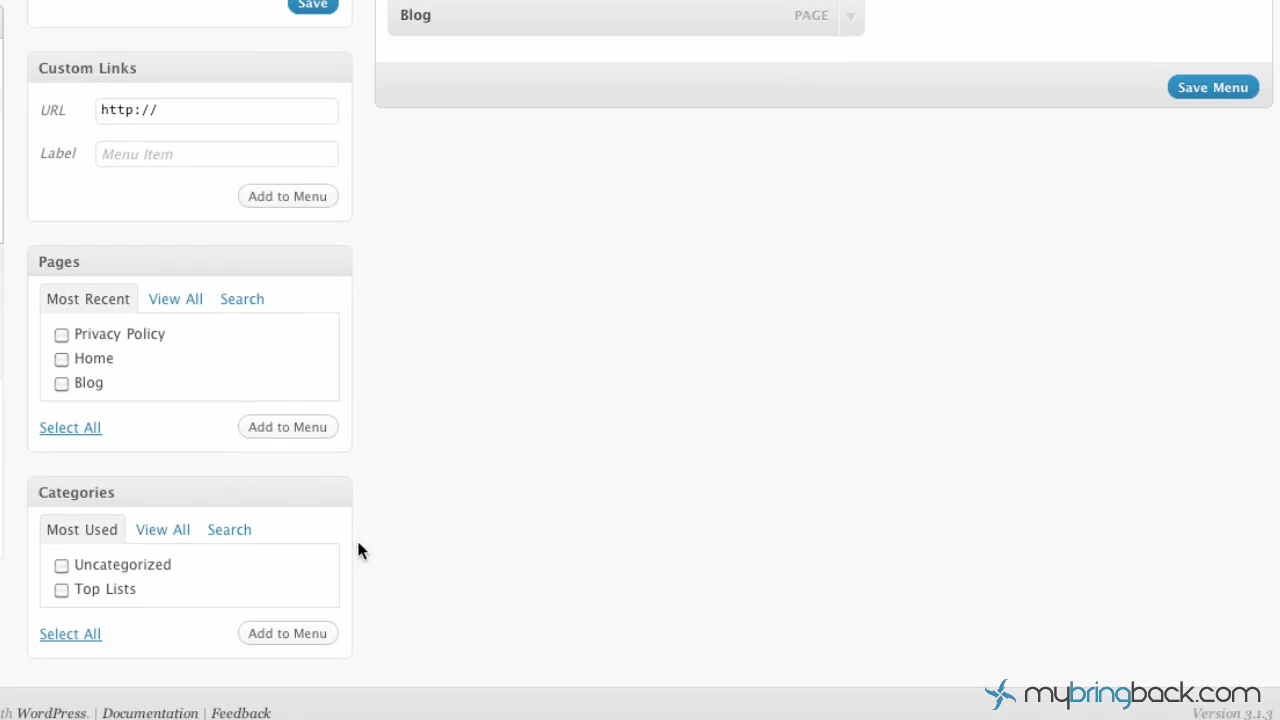 Save
Blog PAGE
Custom Links
URL http://
Save Menu
Label Menu Item
Add to Menu
Pages
Most Recent View All Search
Privacy Policy
Home
Blog
Select All Add to Menu
Categories
Most Used View All Search
Uncategorized
Top Lists
Select All Add to Menu
mybringback.com
th WordPress. | Documentation | Feedback
Version 3.1.3